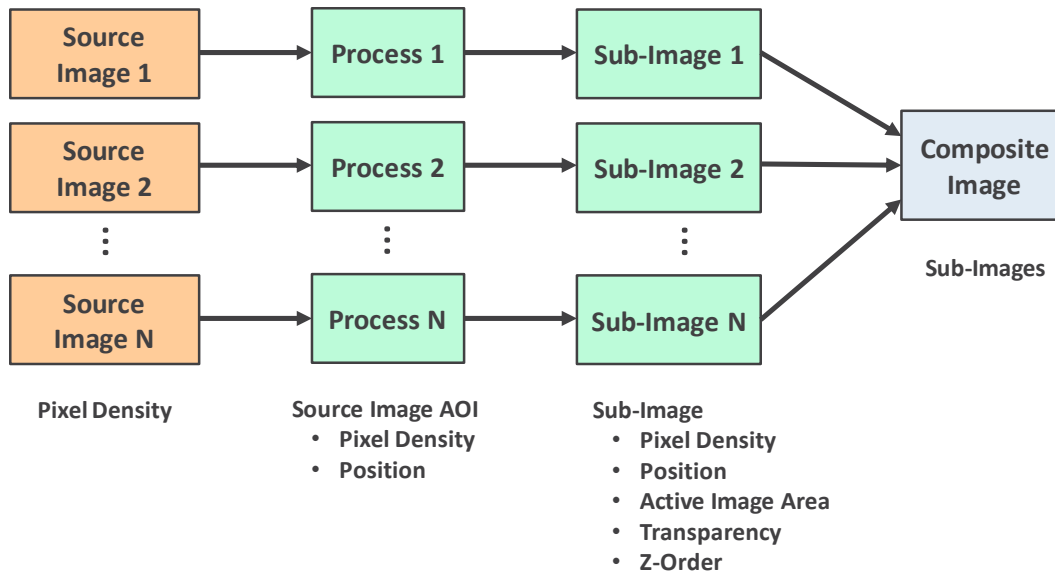 Source
Image 1
Process 1
Sub-Image 1
Source
Image 2
Process 2
Sub-Image 2
Composite
Image
Source
Image N
Process N
Sub-Image N
Sub-Images
Pixel Density
Source Image AOI
• Pixel Density
• Position
Sub-Image
• Pixel Density
• Position
• Active Image Area
• Transparency
• Z-Order